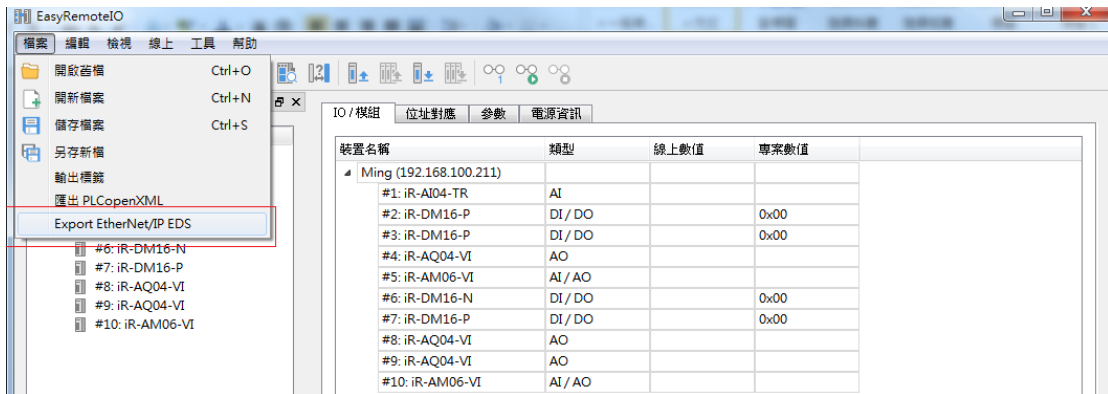 EasyRemoteIO
檔案 編輯 檢視 線上 工具 幫助
開啟舊檔 Ctrl+O
開新檔案 Ctrl+N
儲存檔案 Ctrl+S
另存新檔
輸出標籤
匯出 PLCopenXML
Export EtherNet/IP EDS
#6: iR-DM16-N
#7: iR-DM16-P
#8: iR-AQ04-VI
#9: iR-AQ04-VI
#10: iR-AM06-VI
IO / 模組 位址對應 參數 電源資訊
裝置名稱 類型 線上數值 專案數值
Ming (192.168.100.211)
#1: iR-AI04-TR AI
#2: iR-DM16-P DI / DO 0x00
#3: iR-DM16-P DI / DO 0x00
#4: iR-AQ04-VI AO
#5: iR-AM06-VI AI / AO
#6: iR-DM16-N DI / DO 0x00
#7: iR-DM16-P DI / DO 0x00
#8: iR-AQ04-VI AO
#9: iR-AQ04-VI AO
#10: iR-AM06-VI AI / AO